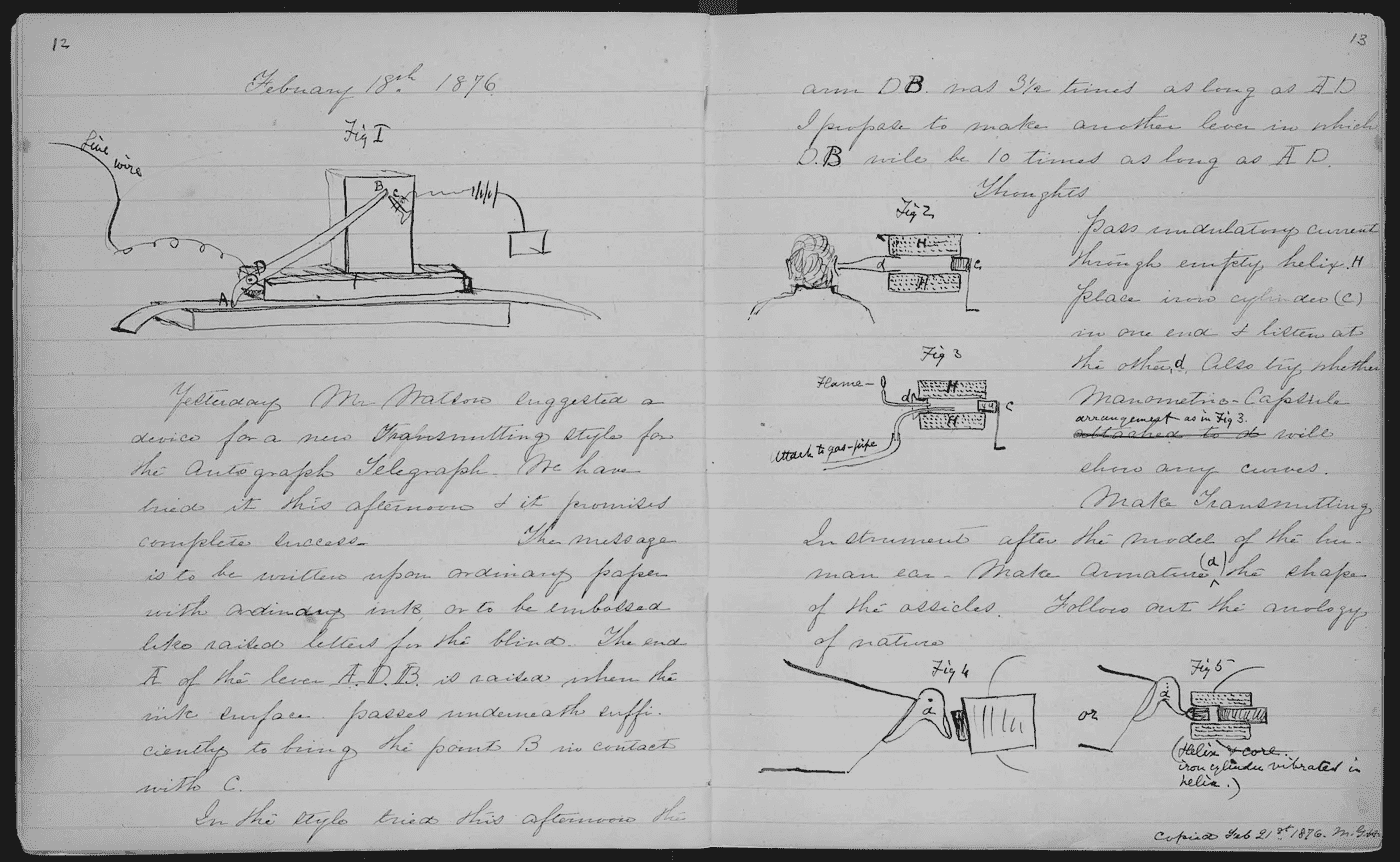 12
February 18th 1876
Fig I
Line
wire
B
C
D
A
Yesterday Mr Watson suggested a
device for a new Transmitting style for
the Autograph Telegraph. We have
tried it this afternoon & it promises
complete success. The message
is to be written upon ordinary paper
with ordinary ink, or to be embossed
like raised letters for the blind. The end
A of the lever A.D.B. is raised when the
ink surface passes underneath suffi-
ciently to bring the point B in contact
with C.
In the style tried this afternoon the
13
arm DB. was 3½ times as long as A D
I propose to make another lever in which
D.B will be 10 times as long as A D.
Thoughts
Fig 2
H
d
C
H
Pass undulatory current
through empty helix. H
Place iron cylinder (C)
in one end & listen at
the other, d. Also try whether
Manometric-Capsule
arrangement as in Fig 3.
attached to d will
show any curves.
Fig 3
Flame-
H
d
C
H
Attach to gas-pipe
Make Transmitting
Instrument after the model of the hu-
man ear. Make armature (a) the shape
of the ossicles. Follow out the anology
of nature
Fig 4
a
or
Fig 5
a
(Helix & core.
iron cylinder vibrated in
helix.)
Copied Feb 21st 1876.